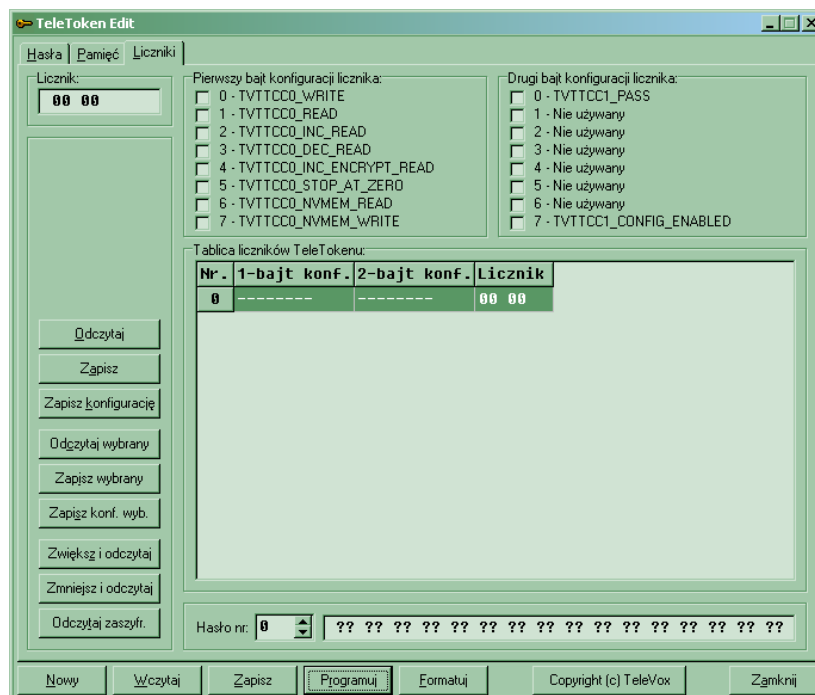 TeleToken Edit
Hasła Pamięć Liczniki
Licznik:
00 00
Pierwszy bajt konfiguracji licznika:
0 - TVTTCC0_WRITE
1 - TVTTCC0_READ
2 - TVTTCC0_INC_READ
3 - TVTTCC0_DEC_READ
4 - TVTTCC0_INC_ENCRYPT_READ
5 - TVTTCC0_STOP_AT_ZERO
6 - TVTTCC0_NVMEM_READ
7 - TVTTCC0_NVMEM_WRITE
Drugi bajt konfiguracji licznika:
0 - TVTTCC1_PASS
1 - Nie używany
2 - Nie używany
3 - Nie używany
4 - Nie używany
5 - Nie używany
6 - Nie używany
7 - TVTTCC1_CONFIG_ENABLED
Tablica liczników TeleTokenu:
Nr. 1-bajt konf. 2-bajt konf. Licznik
0 -------- -------- 00 00
Odczytaj
Zapisz
Zapisz konfigurację
Odczytaj wybrany
Zapisz wybrany
Zapisz konf. wyb.
Zwiększ i odczytaj
Zmniejsz i odczytaj
Odczytaj zaszyfr.
Hasło nr: 0 ?? ?? ?? ?? ?? ?? ?? ?? ?? ?? ?? ?? ?? ?? ?? ??
Nowy Wczytaj Zapisz Programuj Formatuj Copyright (c) TeleVox Zamknij